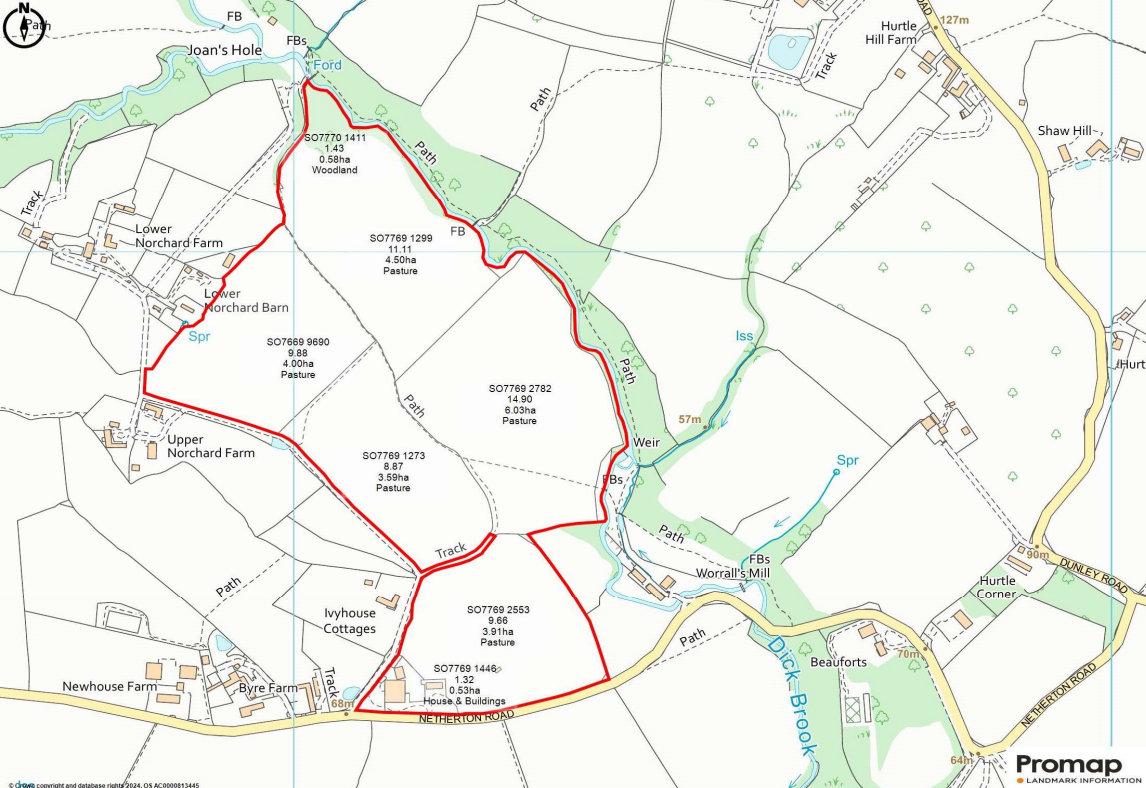 N
Path
FB
Joan's Hole
FBs
Ford
ROAD
127m
Hurtle
Hill Farm
Track
Path
Shaw Hill
SO7770 1411
1.43
0.58ha
Woodland
Path
Track
Lower
Norchard Farm
SO7769 1299
11.11
4.50ha
Pasture
FB
Lower
Norchard Barn
Spr
SO7669 9690
9.88
4.00ha
Pasture
Iss
Hurt
Path
SO7769 2782
14.90
6.03ha
Pasture
Path
57m
Upper
Norchard Farm
Weir
SO7769 1273
8.87
3.59ha
Pasture
Spr
FBs
Path
Track
90m
FBs
Worrall's Mill
DUNLEY ROAD
Hurtle
Corner
Path
Ivyhouse
Cottages
SO7769 2553
9.66
3.91ha
Pasture
Path
Dick Brook
Beauforts
70m
SO7769 1446
1.32
0.53ha
House & Buildings
Newhouse Farm
Byre Farm
Track
68m
NETHERTON ROAD
NETHERTON ROAD
64m
Promap
LANDMARK INFORMATION
© Crown copyright and database rights 2024. OS AC0000813445